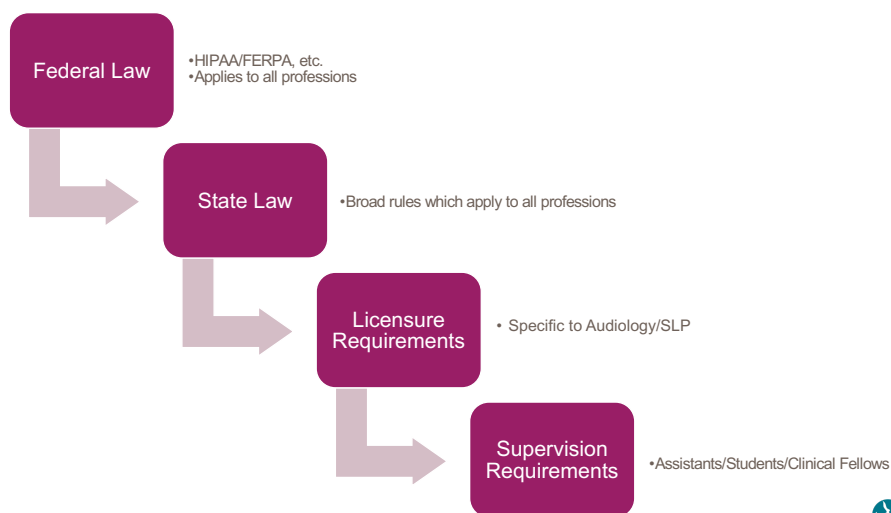 Federal Law
•HIPAA/FERPA, etc.
•Applies to all professions
State Law
•Broad rules which apply to all professions
Licensure
Requirements
• Specific to Audiology/SLP
Supervision
Requirements
•Assistants/Students/Clinical Fellows